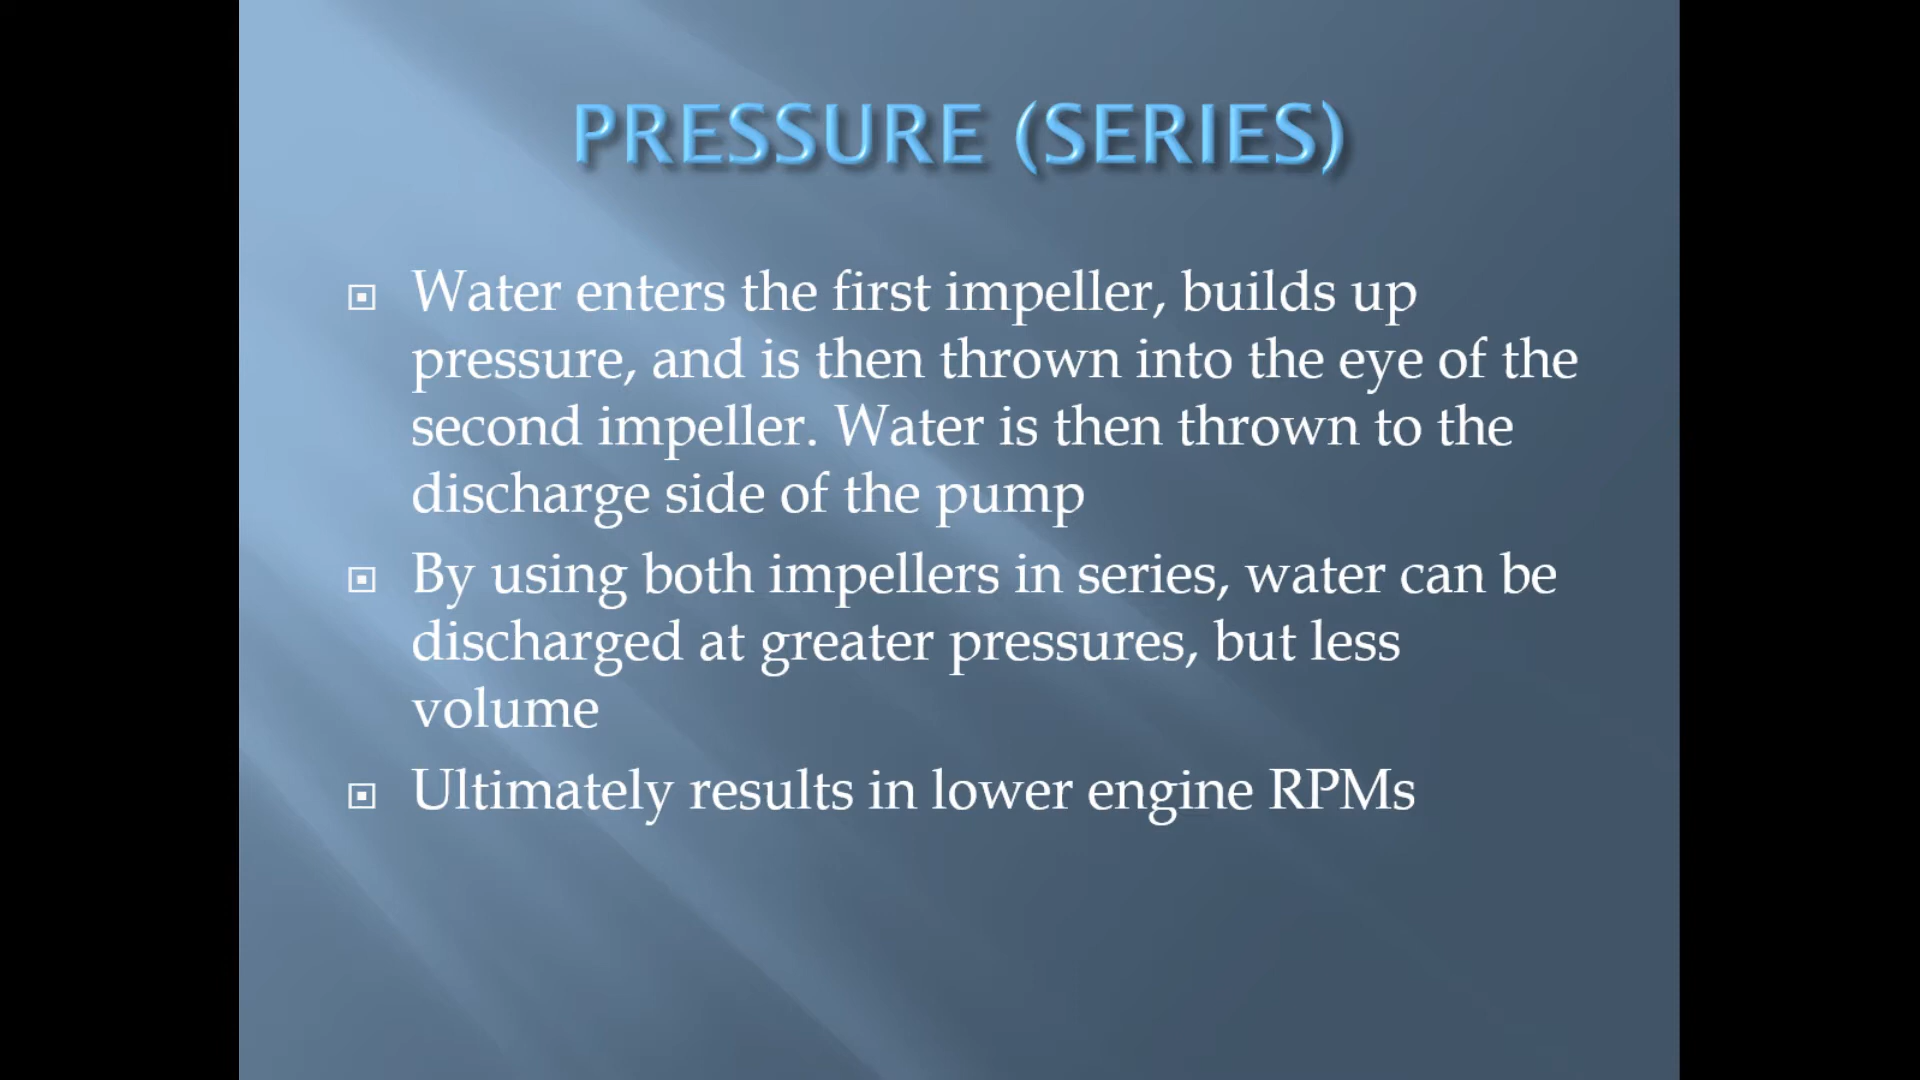 PRESSURE (SERIES)
Water enters the first impeller, builds up
pressure, and is then thrown into the eye of the
second impeller. Water is then thrown to the
discharge side of the pump
By using both impellers in series, water can be
discharged at greater pressures, but less
volume
Ultimately results in lower engine RPMs